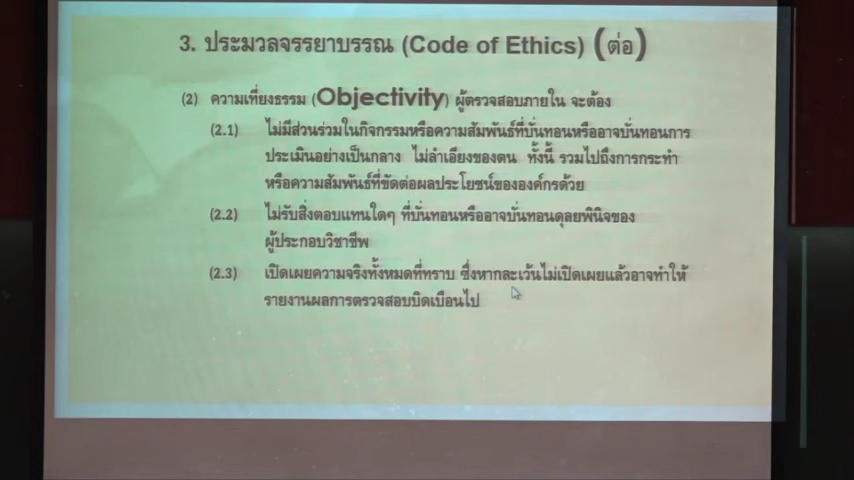 3. ประมวลจรรยาบรรณ (Code of Ethics) (ต่อ)
(2) ความเที่ยงธรรม (Objectivity) ผู้ตรวจสอบภายใน จะต้อง
(2.1) ไม่มีส่วนร่วมในกิจกรรมหรือความสัมพันธ์ที่บั่นทอนหรืออาจบั่นทอนการ
ประเมินอย่างเป็นกลาง ไม่ลำเอียงของตน ทั้งนี้ รวมไปถึงการกระทำ
หรือความสัมพันธ์ที่ขัดต่อผลประโยชน์ขององค์กรด้วย
(2.2) ไม่รับสิ่งตอบแทนใดๆ ที่บั่นทอนหรืออาจบั่นทอนดุลยพินิจของ
ผู้ประกอบวิชาชีพ
(2.3) เปิดเผยความจริงทั้งหมดที่ทราบ ซึ่งหากละเว้นไม่เปิดเผยแล้วอาจทำให้
รายงานผลการตรวจสอบบิดเบือนไป